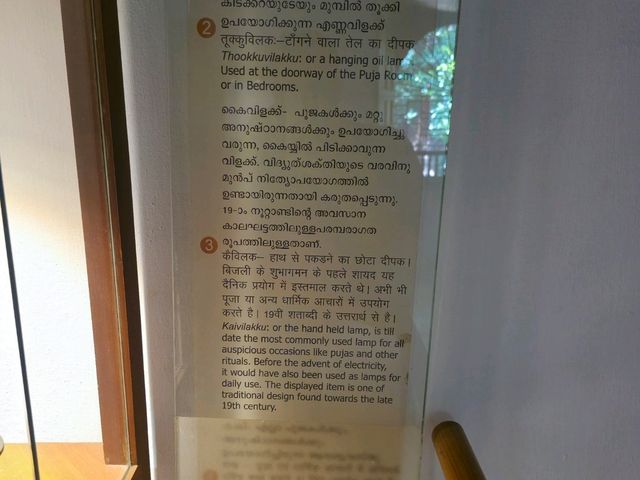 കിടക്കറയുടേയും മുമ്പിൽ തൂക്കി
ഉപയോഗിക്കുന്ന എണ്ണവിളക്ക്
2
तूक्कुविलकः–टाँगने वाला तेल का दीपक
Thookkuvilakku: or a hanging oil lamp
Used at the doorway of the Puja Room
or in Bedrooms.
കൈവിളക്ക്- പൂജകൾക്കും മറ്റു
അനുഷ്ഠാനങ്ങൾക്കും ഉപയോഗിച്ചു
വരുന്ന, കൈയ്യിൽ പിടിക്കാവുന്ന
വിളക്ക്. വിദ്യുത്ശക്തിയുടെ വരവിനു
മുൻപ് നിത്യോപയോഗത്തിൽ
ഉണ്ടായിരുന്നതായി കരുതപ്പെടുന്നു.
19-ാം നൂറ്റാണ്ടിന്റെ അവസാന
കാലഘട്ടത്തിലുള്ളപരമ്പരാഗത
3 രൂപത്തിലുള്ളതാണ്.
कैविलक– हाथ से पकडने का छोटा दीपक।
बिजली के शुभागमन के पहले शायद यह
दैनिक प्रयोग में इस्तमाल करते थे। अभी भी
पूजा या अन्य धार्मिक आचारों में उपयोग
करते है। 19वीं शताब्दी के उत्तरार्थ से है।
Kaivilakku: or the hand held lamp, is till
date the most commonly used lamp for all
auspicious occasions like pujas and other
rituals. Before the advent of electricity,
it would have also been used as lamps for
daily use. The displayed item is one of
traditional design found towards the late
19th century.